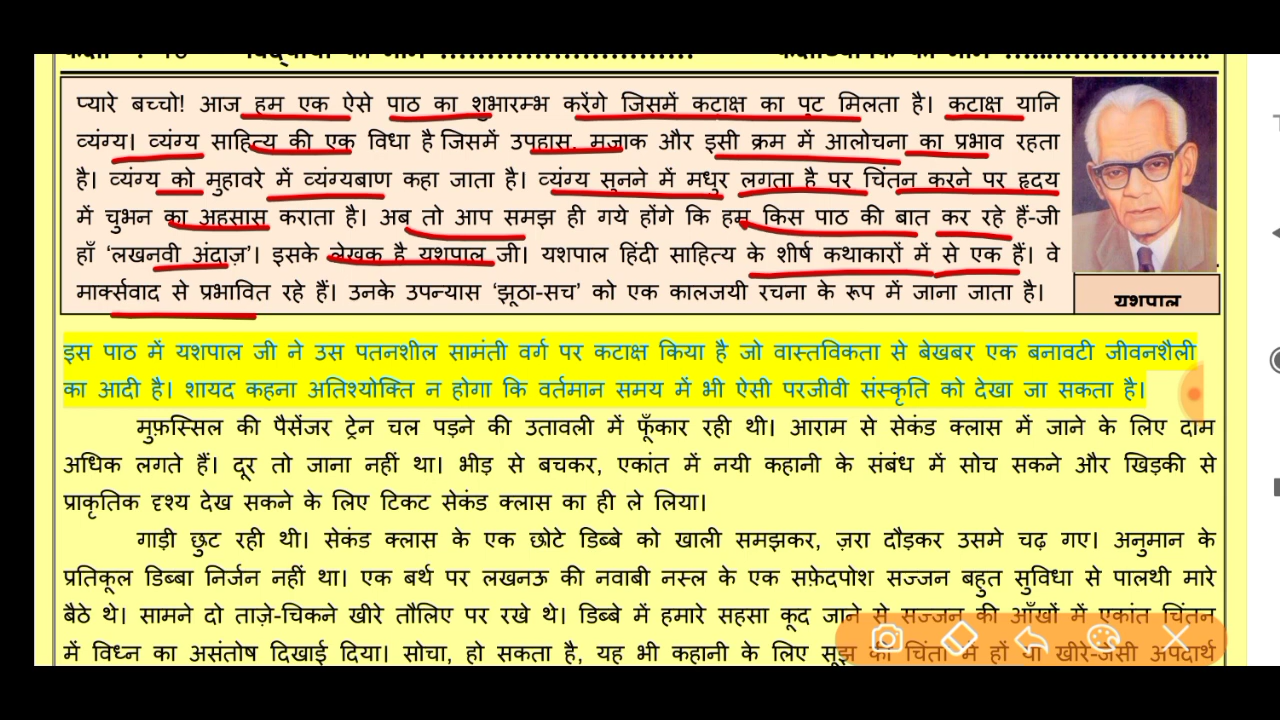 प्यारे बच्चो! आज हम एक ऐसे पाठ का शुभारम्भ करेंगे जिसमें कटाक्ष का पुट मिलता है। कटाक्ष यानि
व्यंग्य। व्यंग्य साहित्य की एक विधा है जिसमें उपहास, मज़ाक और इसी क्रम में आलोचना का प्रभाव रहता
है। व्यंग्य को मुहावरे में व्यंग्यबाण कहा जाता है। व्यंग्य सुनने में मधुर लगता है पर चिंतन करने पर हृदय
में चुभन का अहसास कराता है। अब तो आप समझ ही गये होंगे कि हम किस पाठ की बात कर रहे हैं-जी
हाँ ‘लखनवी अंदाज़’। इसके लेखक है यशपाल जी। यशपाल हिंदी साहित्य के शीर्ष कथाकारों में से एक हैं। वे
मार्क्सवाद से प्रभावित रहे हैं। उनके उपन्यास ‘झूठा-सच’ को एक कालजयी रचना के रूप में जाना जाता है।
यशपाल
इस पाठ में यशपाल जी ने उस पतनशील सामंती वर्ग पर कटाक्ष किया है जो वास्तविकता से बेखबर एक बनावटी जीवनशैली
का आदी है। शायद कहना अतिश्योक्ति न होगा कि वर्तमान समय में भी ऐसी परजीवी संस्कृति को देखा जा सकता है।
मुफ़स्सिल की पैसेंजर ट्रेन चल पड़ने की उतावली में फूँकार रही थी। आराम से सेकंड क्लास में जाने के लिए दाम
अधिक लगते हैं। दूर तो जाना नहीं था। भीड़ से बचकर, एकांत में नयी कहानी के संबंध में सोच सकने और खिड़की से
प्राकृतिक दृश्य देख सकने के लिए टिकट सेकंड क्लास का ही ले लिया।
गाड़ी छुट रही थी। सेकंड क्लास के एक छोटे डिब्बे को खाली समझकर, ज़रा दौड़कर उसमे चढ़ गए। अनुमान के
प्रतिकूल डिब्बा निर्जन नहीं था। एक बर्थ पर लखनऊ की नवाबी नस्ल के एक सफ़ेदपोश सज्जन बहुत सुविधा से पालथी मारे
बैठे थे। सामने दो ताज़े-चिकने खीरे तौलिए पर रखे थे। डिब्बे में हमारे सहसा कूद जाने से सज्जन की आँखों में एकांत चिंतन
में विघ्न का असंतोष दिखाई दिया। सोचा, हो सकता है, यह भी कहानी के लिए सूझ की चिंता में हों या खीरे-जैसी अपदार्थ